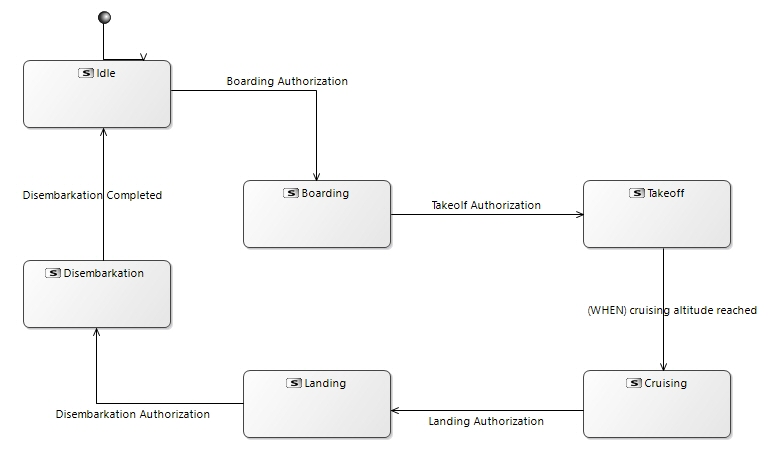 S Idle
Boarding Authorization
Disembarkation Completed
S Boarding
Takeolf Authorization
S Takeoff
S Disembarkation
(WHEN) cruising altitude reached
S Landing
S Cruising
Disembarkation Authorization
Landing Authorization